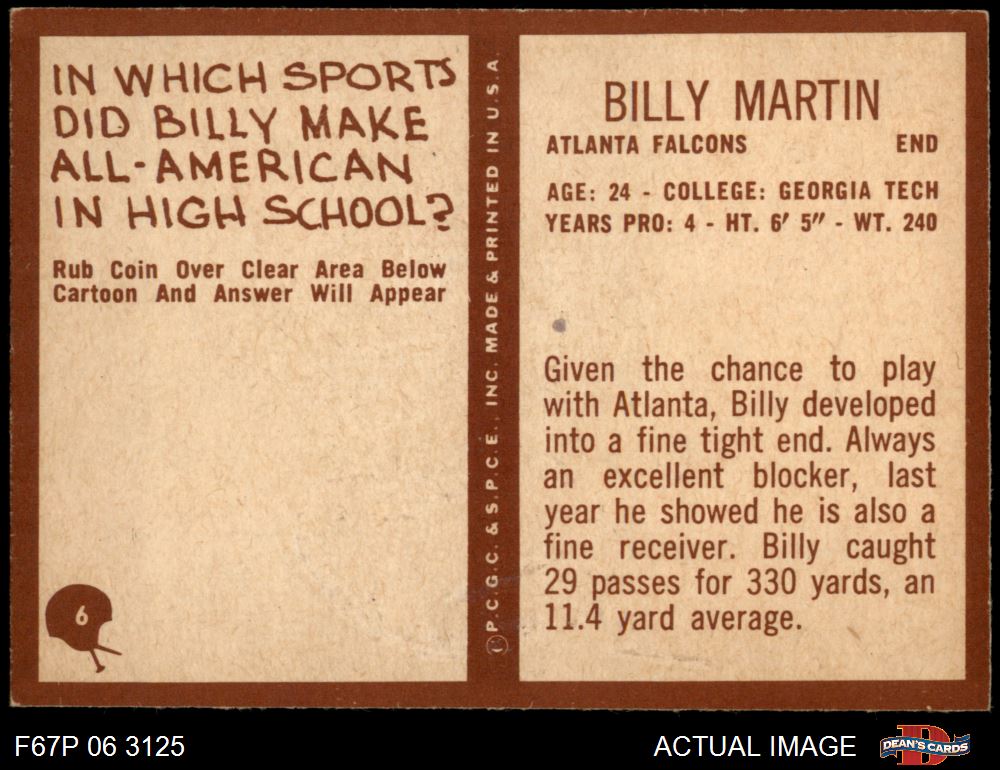 IN WHICH SPORTS
DID BILLY MAKE
ALL-AMERICAN
IN HIGH SCHOOL?
Rub Coin Over Clear Area Below
Cartoon And Answer Will Appear
6
©P.C.G.C. & S.P.C.E., INC. MADE & PRINTED IN U.S.A.
BILLY MARTIN
ATLANTA FALCONS END
AGE: 24 - COLLEGE: GEORGIA TECH
YEARS PRO: 4 - HT. 6' 5" - WT. 240
Given the chance to play
with Atlanta, Billy developed
into a fine tight end. Always
an excellent blocker, last
year he showed he is also a
fine receiver. Billy caught
29 passes for 330 yards, an
11.4 yard average.
F67P 06 3125
ACTUAL IMAGE
DEAN'S CARDS